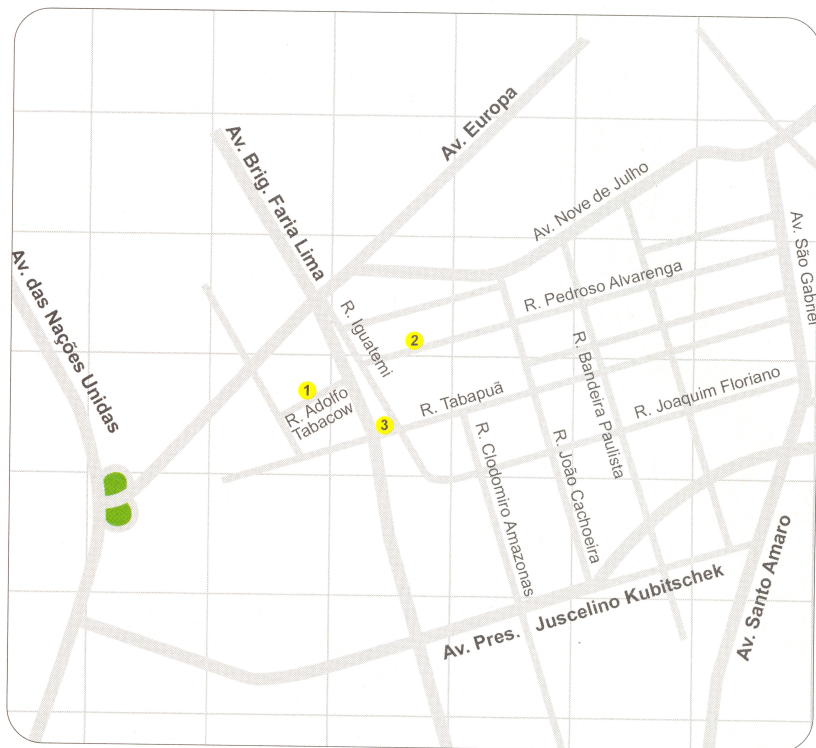 Av. Europa
Av. Brig. Faria Lima
Av. Nove de Julho
Av. São Gabriel
Av. das Nações Unidas
R. Pedroso Alvarenga
R. Iguatemi
2
R. Bandeira Paulista
1
R. Adolfo
Tabacow
R. Tabapuã
R. Joaquim Floriano
3
R. Clodomiro Amazonas
R. João Cachoeira
Av. Santo Amaro
Av. Pres. Juscelino Kubitschek